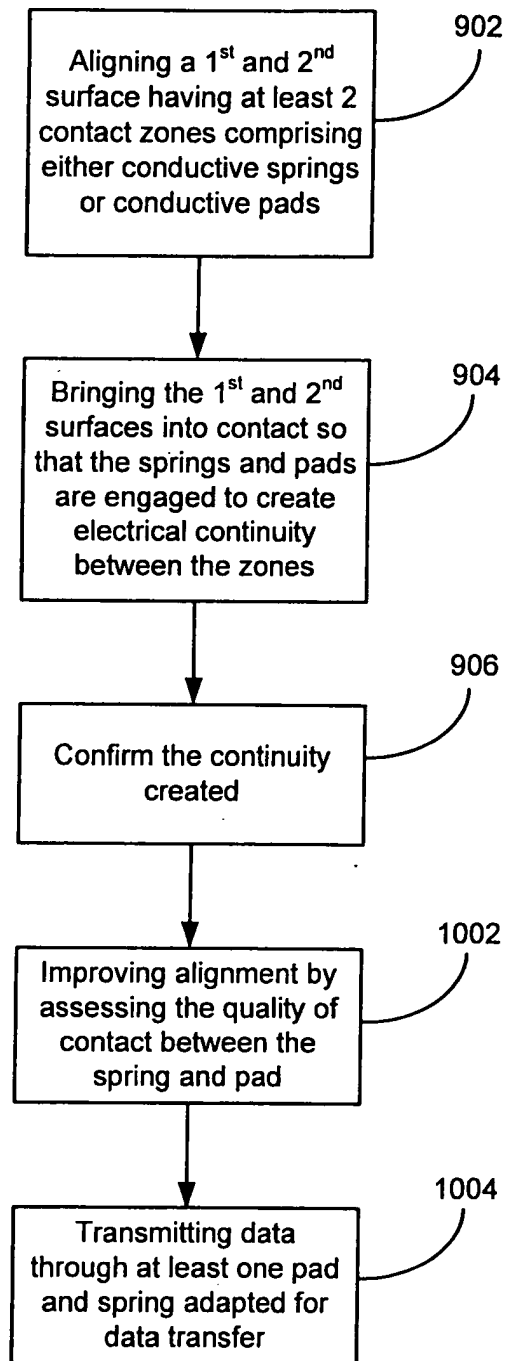 902
Aligning a 1st and 2nd
surface having at least 2
contact zones comprising
either conductive springs
or conductive pads
904
Bringing the 1st and 2nd
surfaces into contact so
that the springs and pads
are engaged to create
electrical continuity
between the zones
906
Confirm the continuity
created
1002
Improving alignment by
assessing the quality of
contact between the
spring and pad
1004
Transmitting data
through at least one pad
and spring adapted for
data transfer